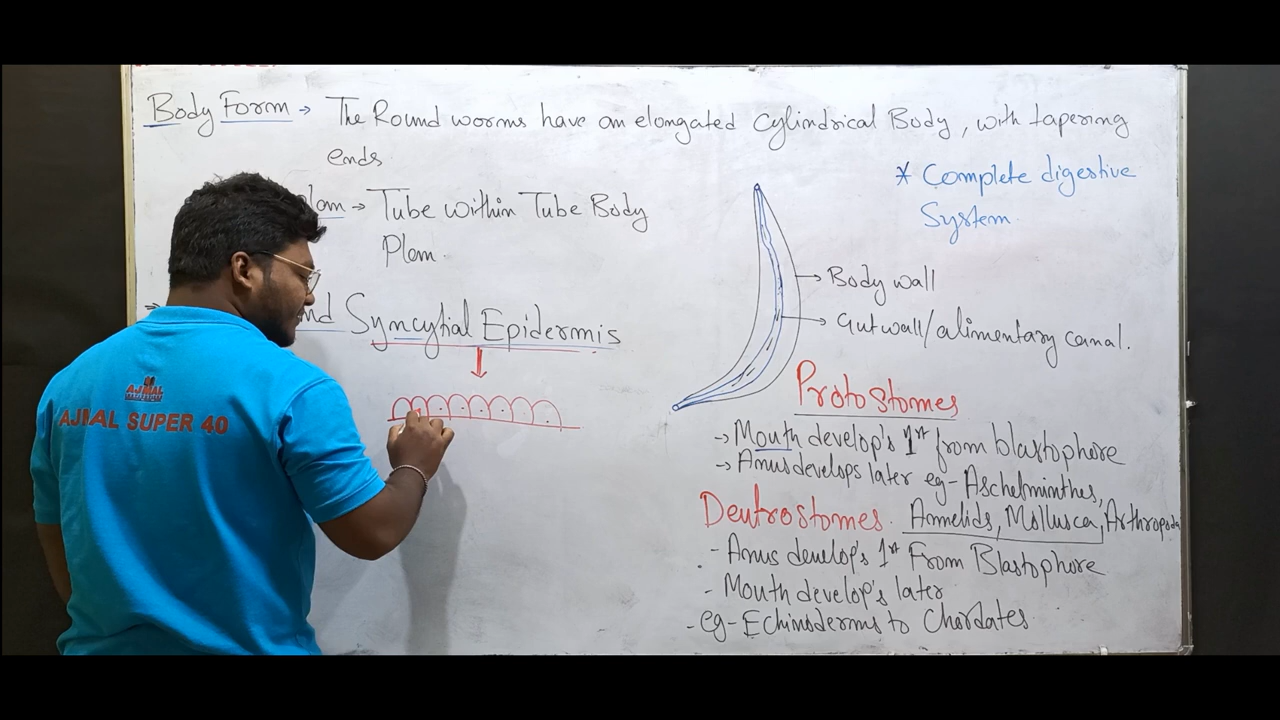 Body Form → The Round worms have an elongated Cylindrical Body, with tapering
ends.
* Complete digestive
System.
→ Tube within Tube Body
Plan.
→ Body wall
→ Gut wall/alimentary canal.
Syncytial Epidermis
Protostomes
→ Mouth develop's 1st from blastophore
→ Anus develops later eg- Aschelminthes,
Annelids, Mollusca, Arthropoda
Deutrostomes.
- Anus develop's 1st From Blastophore
- Mouth develop's later
- eg- Echinoderms to Chordates.
AJMAL
AJMAL SUPER 40